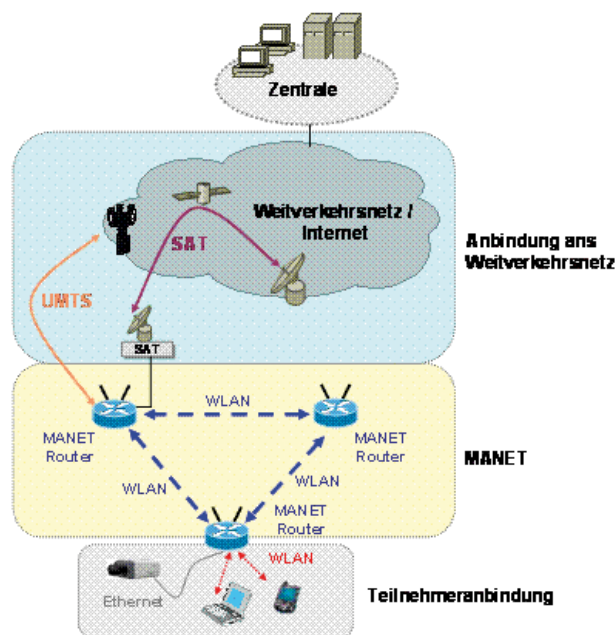 Zentrale
Weitverkehrsnetz /
Internet
SAT
Anbindung ans
Weitverkehrsnetz
UMTS
SAT
WLAN
MANET
Router
MANET
Router
MANET
WLAN
WLAN
MANET
Router
WLAN
Ethernet
Teilnehmeranbindung